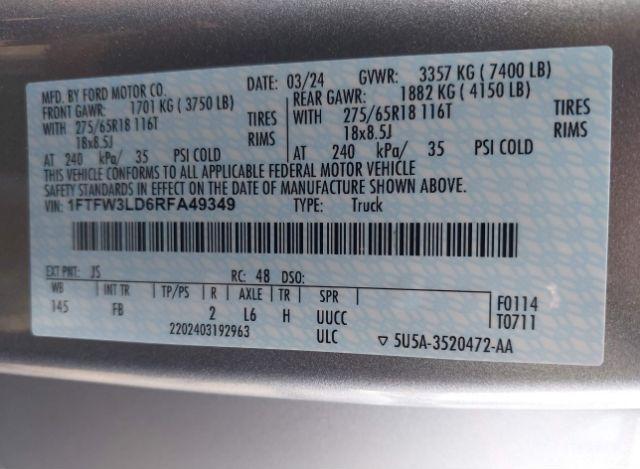 MFD. BY FORD MOTOR CO. DATE: 03/24 GVWR: 3357 KG ( 7400 LB)
FRONT GAWR: 1701 KG ( 3750 LB) REAR GAWR: 1882 KG ( 4150 LB)
WITH 275/65R18 116T TIRES WITH 275/65R18 116T TIRES
18x8.5J RIMS 18x8.5J RIMS
AT 240 kPa/ 35 PSI COLD AT 240 kPa/ 35 PSI COLD
THIS VEHICLE CONFORMS TO ALL APPLICABLE FEDERAL MOTOR VEHICLE
SAFETY STANDARDS IN EFFECT ON THE DATE OF MANUFACTURE SHOWN ABOVE.
VIN: 1FTFW3LD6RFA49349 TYPE: Truck
EXT PNT: JS RC: 48 DSO:
WB INT TR TP/PS R AXLE TR SPR F0114
145 FB 2 L6 H UUCC T0711
2202403192963 ULC ▽ 5U5A-3520472-AA